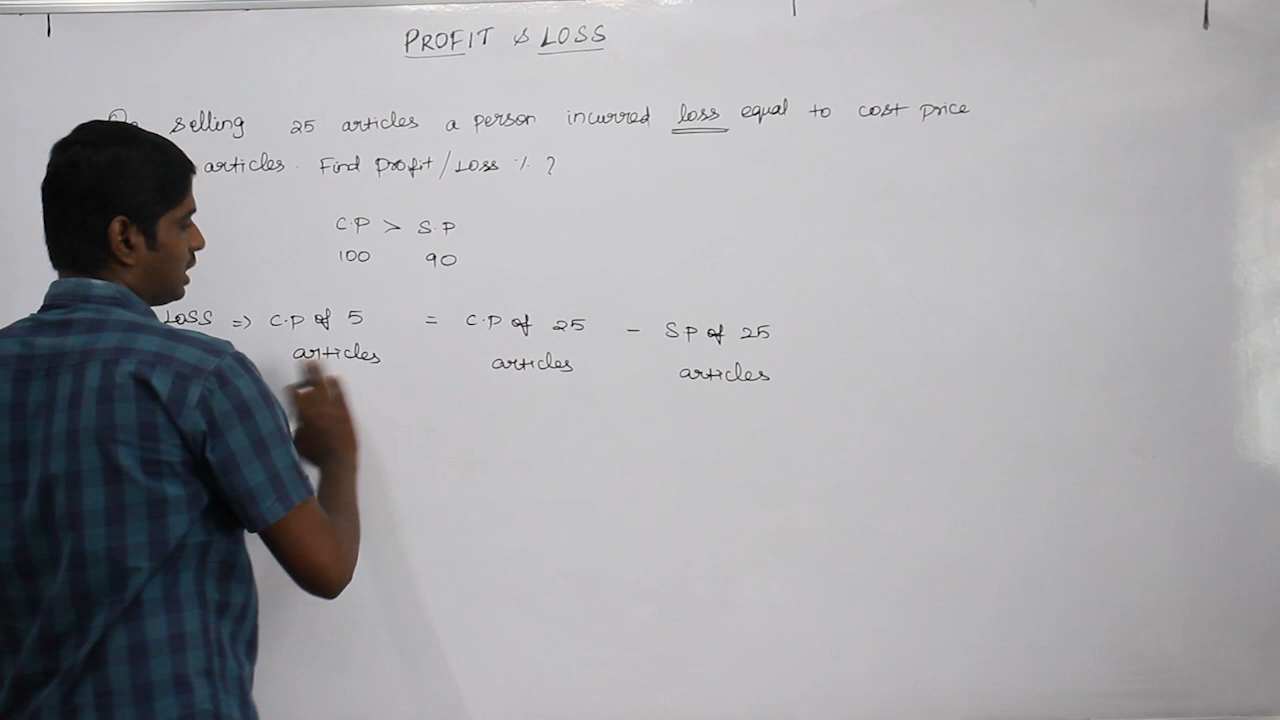 PROFIT & LOSS
selling 25 articles a person incurred loss equal to cost price
articles. Find Profit/Loss % ?
C.P > S.P
100 90
LOSS => C.P of 5 = C.P of 25 - S P of 25
articles articles articles